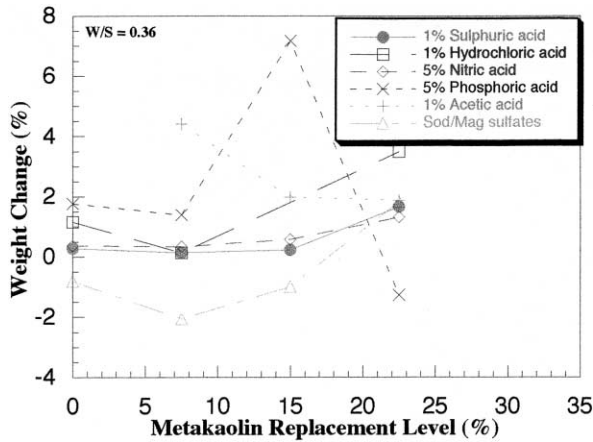 8
6
4
2
0
-2
-4
Weight Change (%)
W/S = 0.36
1% Sulphuric acid
1% Hydrochloric acid
5% Nitric acid
5% Phosphoric acid
1% Acetic acid
Sod/Mag sulfates
0 5 10 15 20 25 30 35
Metakaolin Replacement Level (%)